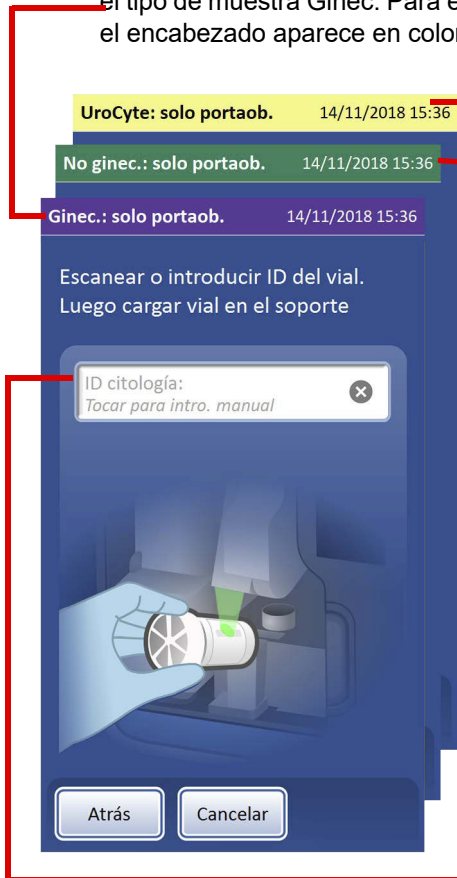 el tipo de muestra Ginec. Para e
el encabezado aparece en color
UroCyte: solo portaob. 14/11/2018 15:36
No ginec.: solo portaob. 14/11/2018 15:36
Ginec.: solo portaob. 14/11/2018 15:36
Escanear o introducir ID del vial.
Luego cargar vial en el soporte
ID citología:
Tocar para intro. manual
Atrás Cancelar